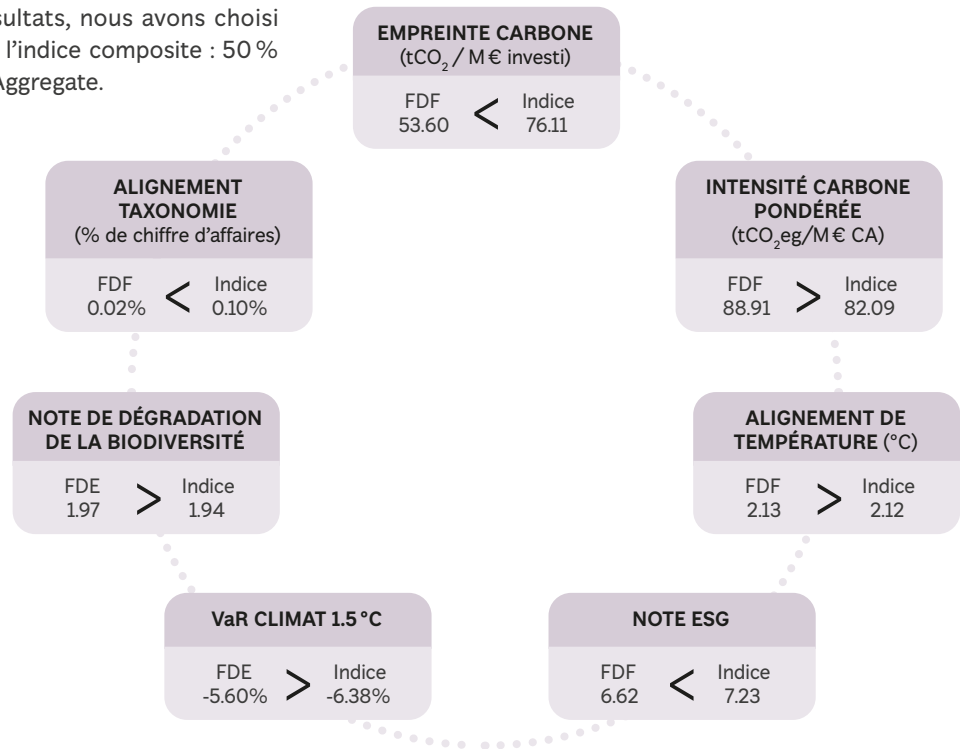 sultats, nous avons choisi
l'indice composite : 50 %
Aggregate.
EMPREINTE CARBONE
(tCO₂ / M € investi)
FDF < Indice
53.60 76.11
ALIGNEMENT
TAXONOMIE
(% de chiffre d'affaires)
FDF < Indice
0.02% 0.10%
INTENSITÉ CARBONE
PONDÉRÉE
(tCO₂eg/M € CA)
FDF > Indice
88.91 82.09
NOTE DE DÉGRADATION
DE LA BIODIVERSITÉ
FDE > Indice
1.97 1.94
ALIGNEMENT DE
TEMPÉRATURE (°C)
FDF > Indice
2.13 2.12
VaR CLIMAT 1.5 °C
FDE > Indice
-5.60% -6.38%
NOTE ESG
FDF < Indice
6.62 7.23